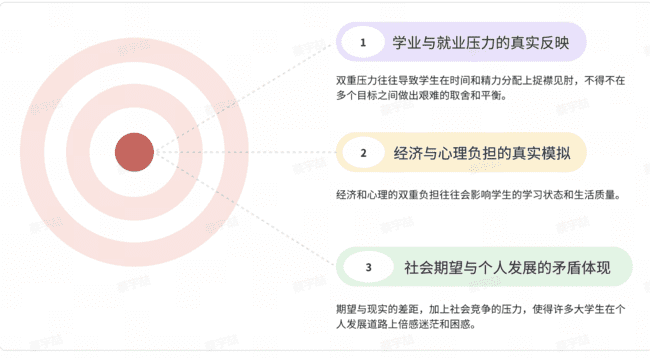 1 学业与就业压力的真实反映
双重压力往往导致学生在时间和精力分配上捉襟见肘，不得不在
多个目标之间做出艰难的取舍和平衡。
2 经济与心理负担的真实模拟
经济和心理的双重负担往往会影响学生的学习状态和生活质量。
3 社会期望与个人发展的矛盾体现
期望与现实的差距，加上社会竞争的压力，使得许多大学生在个
人发展道路上倍感迷茫和困惑。